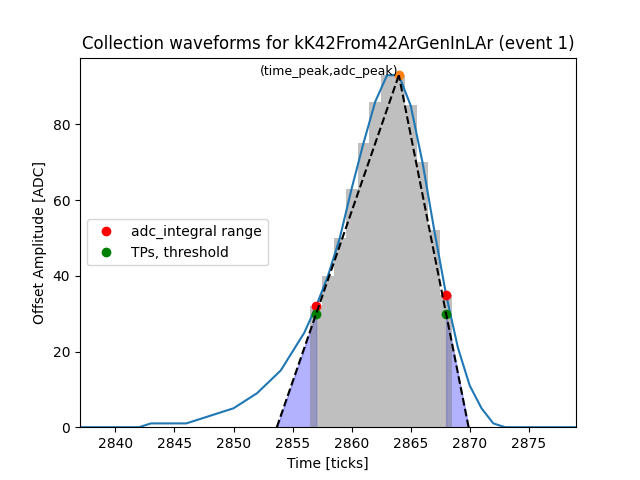 Collection waveforms for kK42From42ArGenInLAr (event 1)
(time_peak,adc_peak)
80
60
40
20
0
Offset Amplitude [ADC]
adc_integral range
TPs, threshold
2840 2845 2850 2855 2860 2865 2870 2875
Time [ticks]